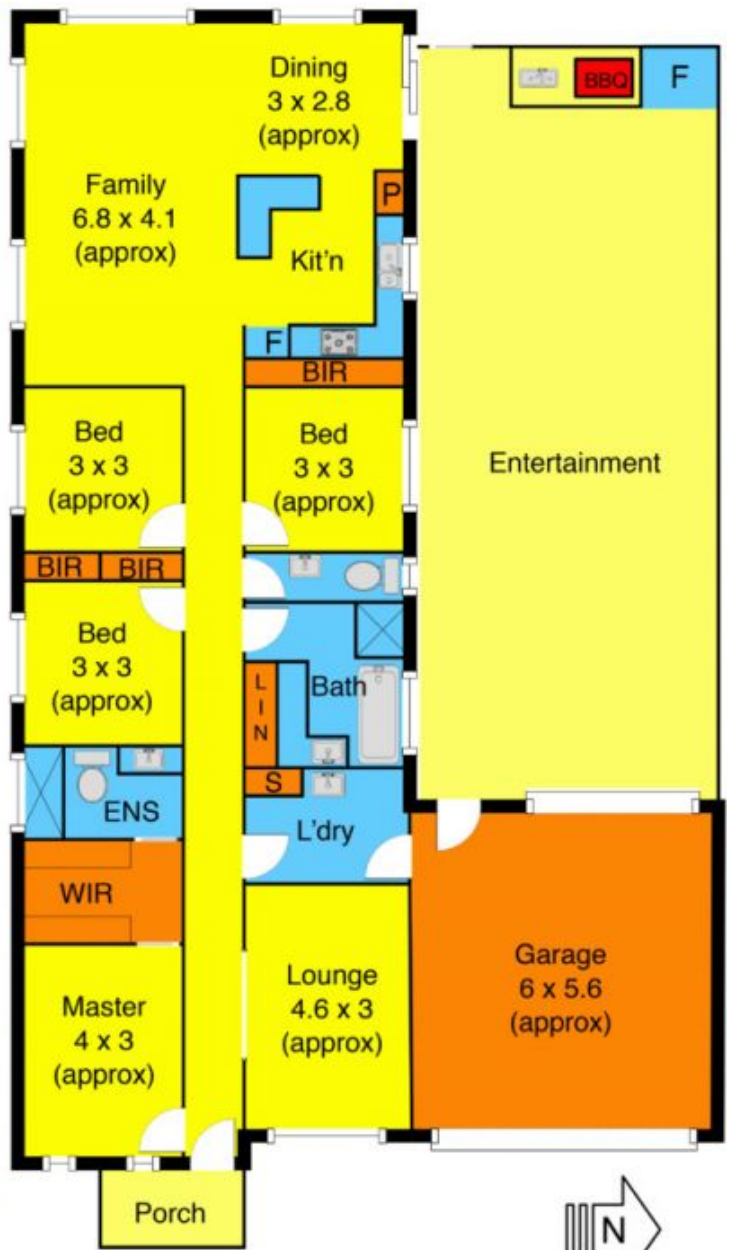 Dining
3 x 2.8
(approx)
BBQ
F
Family
6.8 x 4.1
(approx)
P
Kit'n
F
BIR
Bed
3 x 3
(approx)
Bed
3 x 3
(approx)
Entertainment
BIR
BIR
Bed
3 x 3
(approx)
Bath
L
I
N
S
ENS
L'dry
WIR
Master
4 x 3
(approx)
Lounge
4.6 x 3
(approx)
Garage
6 x 5.6
(approx)
Porch
N